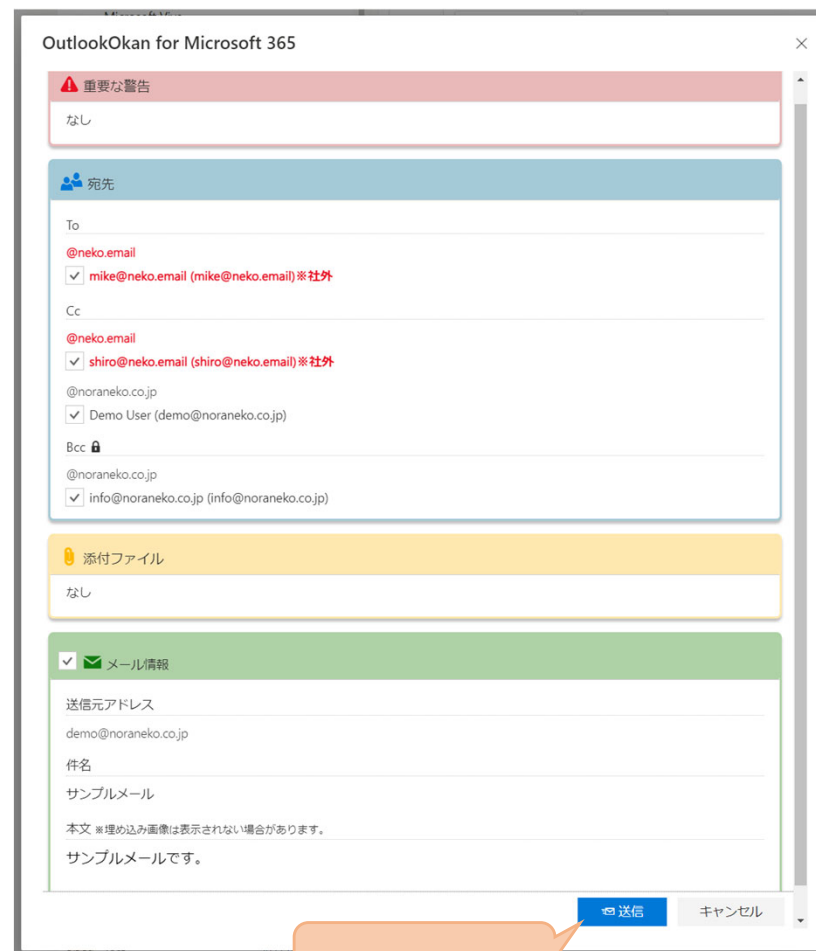 OutlookOkan for Microsoft 365
重要な警告
なし
宛先
To
@neko.email
mike@neko.email (mike@neko.email)※社外
Cc
@neko.email
shiro@neko.email (shiro@neko.email)※社外
@noraneko.co.jp
Demo User (demo@noraneko.co.jp)
Bcc
@noraneko.co.jp
info@noraneko.co.jp (info@noraneko.co.jp)
添付ファイル
なし
メール情報
送信元アドレス
demo@noraneko.co.jp
件名
サンプルメール
本文 ※埋め込み画像は表示されない場合があります。
サンプルメールです。
送信 キャンセル